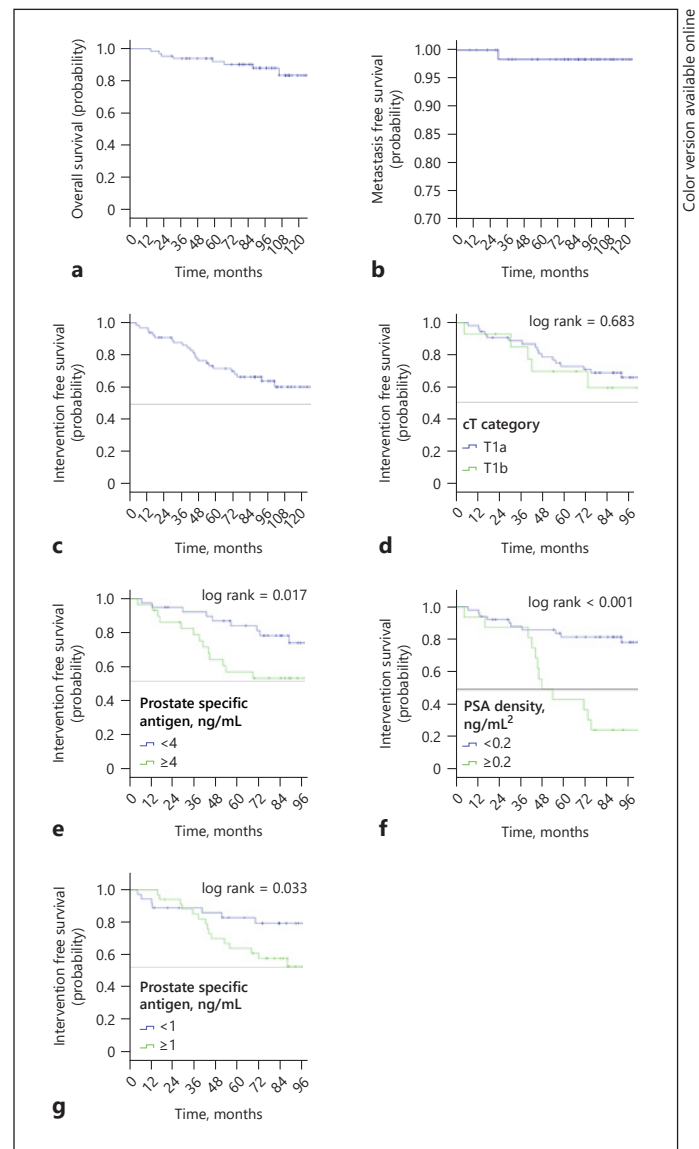 Color version available online
1.0
0.8
0.6
0.4
0.2
0
Overall survival (probability)
0 12 24 36 48 60 72 84 96 108 120
Time, months
a
1.00
0.95
0.90
0.85
0.80
0.75
0.70
Metastasis free survival
(probability)
0 12 24 36 48 60 72 84 96 108 120
Time, months
b
1.0
0.8
0.6
0.4
0.2
0
Intervention free survival
(probability)
0 12 24 36 48 60 72 84 96 108 120
Time, months
c
log rank = 0.683
1.0
0.8
0.6
0.4
0.2
0
Intervention free survival
(probability)
cT category
T1a
T1b
0 12 24 36 48 60 72 84 96
Time, months
d
log rank = 0.017
1.0
0.8
0.6
0.4
0.2
0
Intervention free survival
(probability)
Prostate specific
antigen, ng/mL
<4
≥4
0 12 24 36 48 60 72 84 96
Time, months
e
log rank < 0.001
1.0
0.8
0.6
0.4
0.2
0
Intervention survival
(probability)
PSA density,
ng/mL²
<0.2
≥0.2
0 12 24 36 48 60 72 84 96
Time, months
f
log rank = 0.033
1.0
0.8
0.6
0.4
0.2
0
Intervention free survival
(probability)
Prostate specific
antigen, ng/mL
<1
≥1
0 12 24 36 48 60 72 84 96
Time, months
g